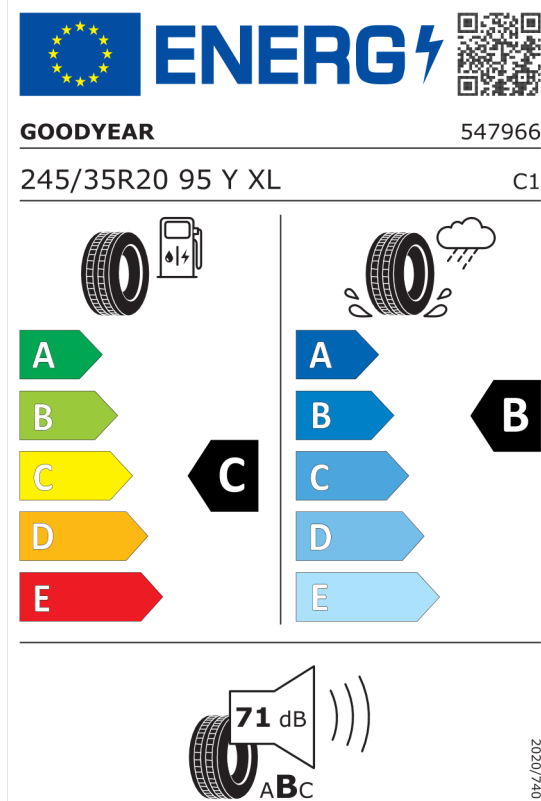 ENERG
GOODYEAR 547966
245/35R20 95 Y XL C1
A
B
C
D
E
C
A
B
C
D
E
B
71 dB
ABC
2020/740